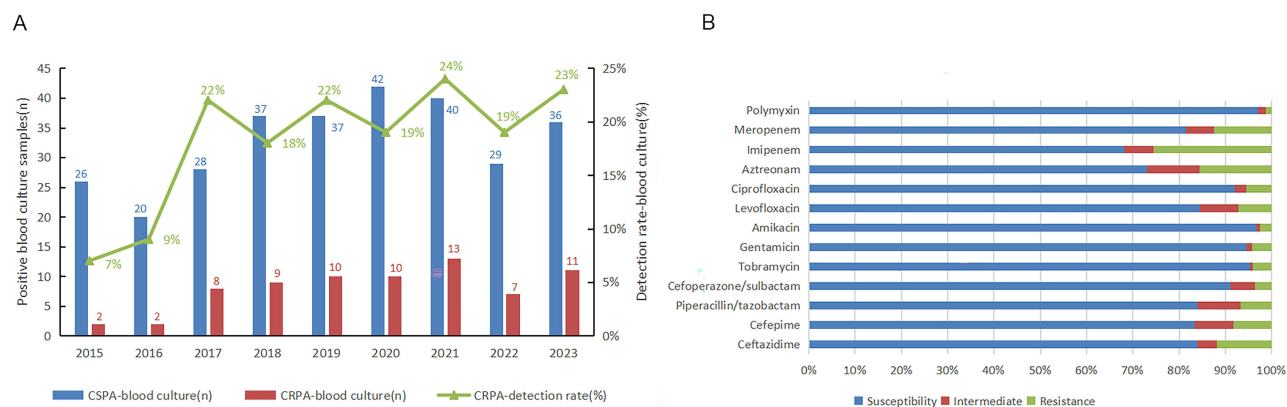 A
Positive blood culture samples(n)
45
40
35
30
25
20
15
10
5
0
26
20
28
37
37
42
40
29
36
2
2
8
9
10
10
13
7
11
7%
9%
22%
18%
22%
19%
24%
19%
23%
25%
20%
15%
10%
5%
0%
Detection rate-blood culture(%)
2015 2016 2017 2018 2019 2020 2021 2022 2023
CSPA-blood culture(n) CRPA-blood culture(n) CRPA-detection rate(%)
B
Polymyxin
Meropenem
Imipenem
Aztreonam
Ciprofloxacin
Levofloxacin
Amikacin
Gentamicin
Tobramycin
Cefoperazone/sulbactam
Piperacillin/tazobactam
Cefepime
Ceftazidime
0% 10% 20% 30% 40% 50% 60% 70% 80% 90% 100%
Susceptibility Intermediate Resistance